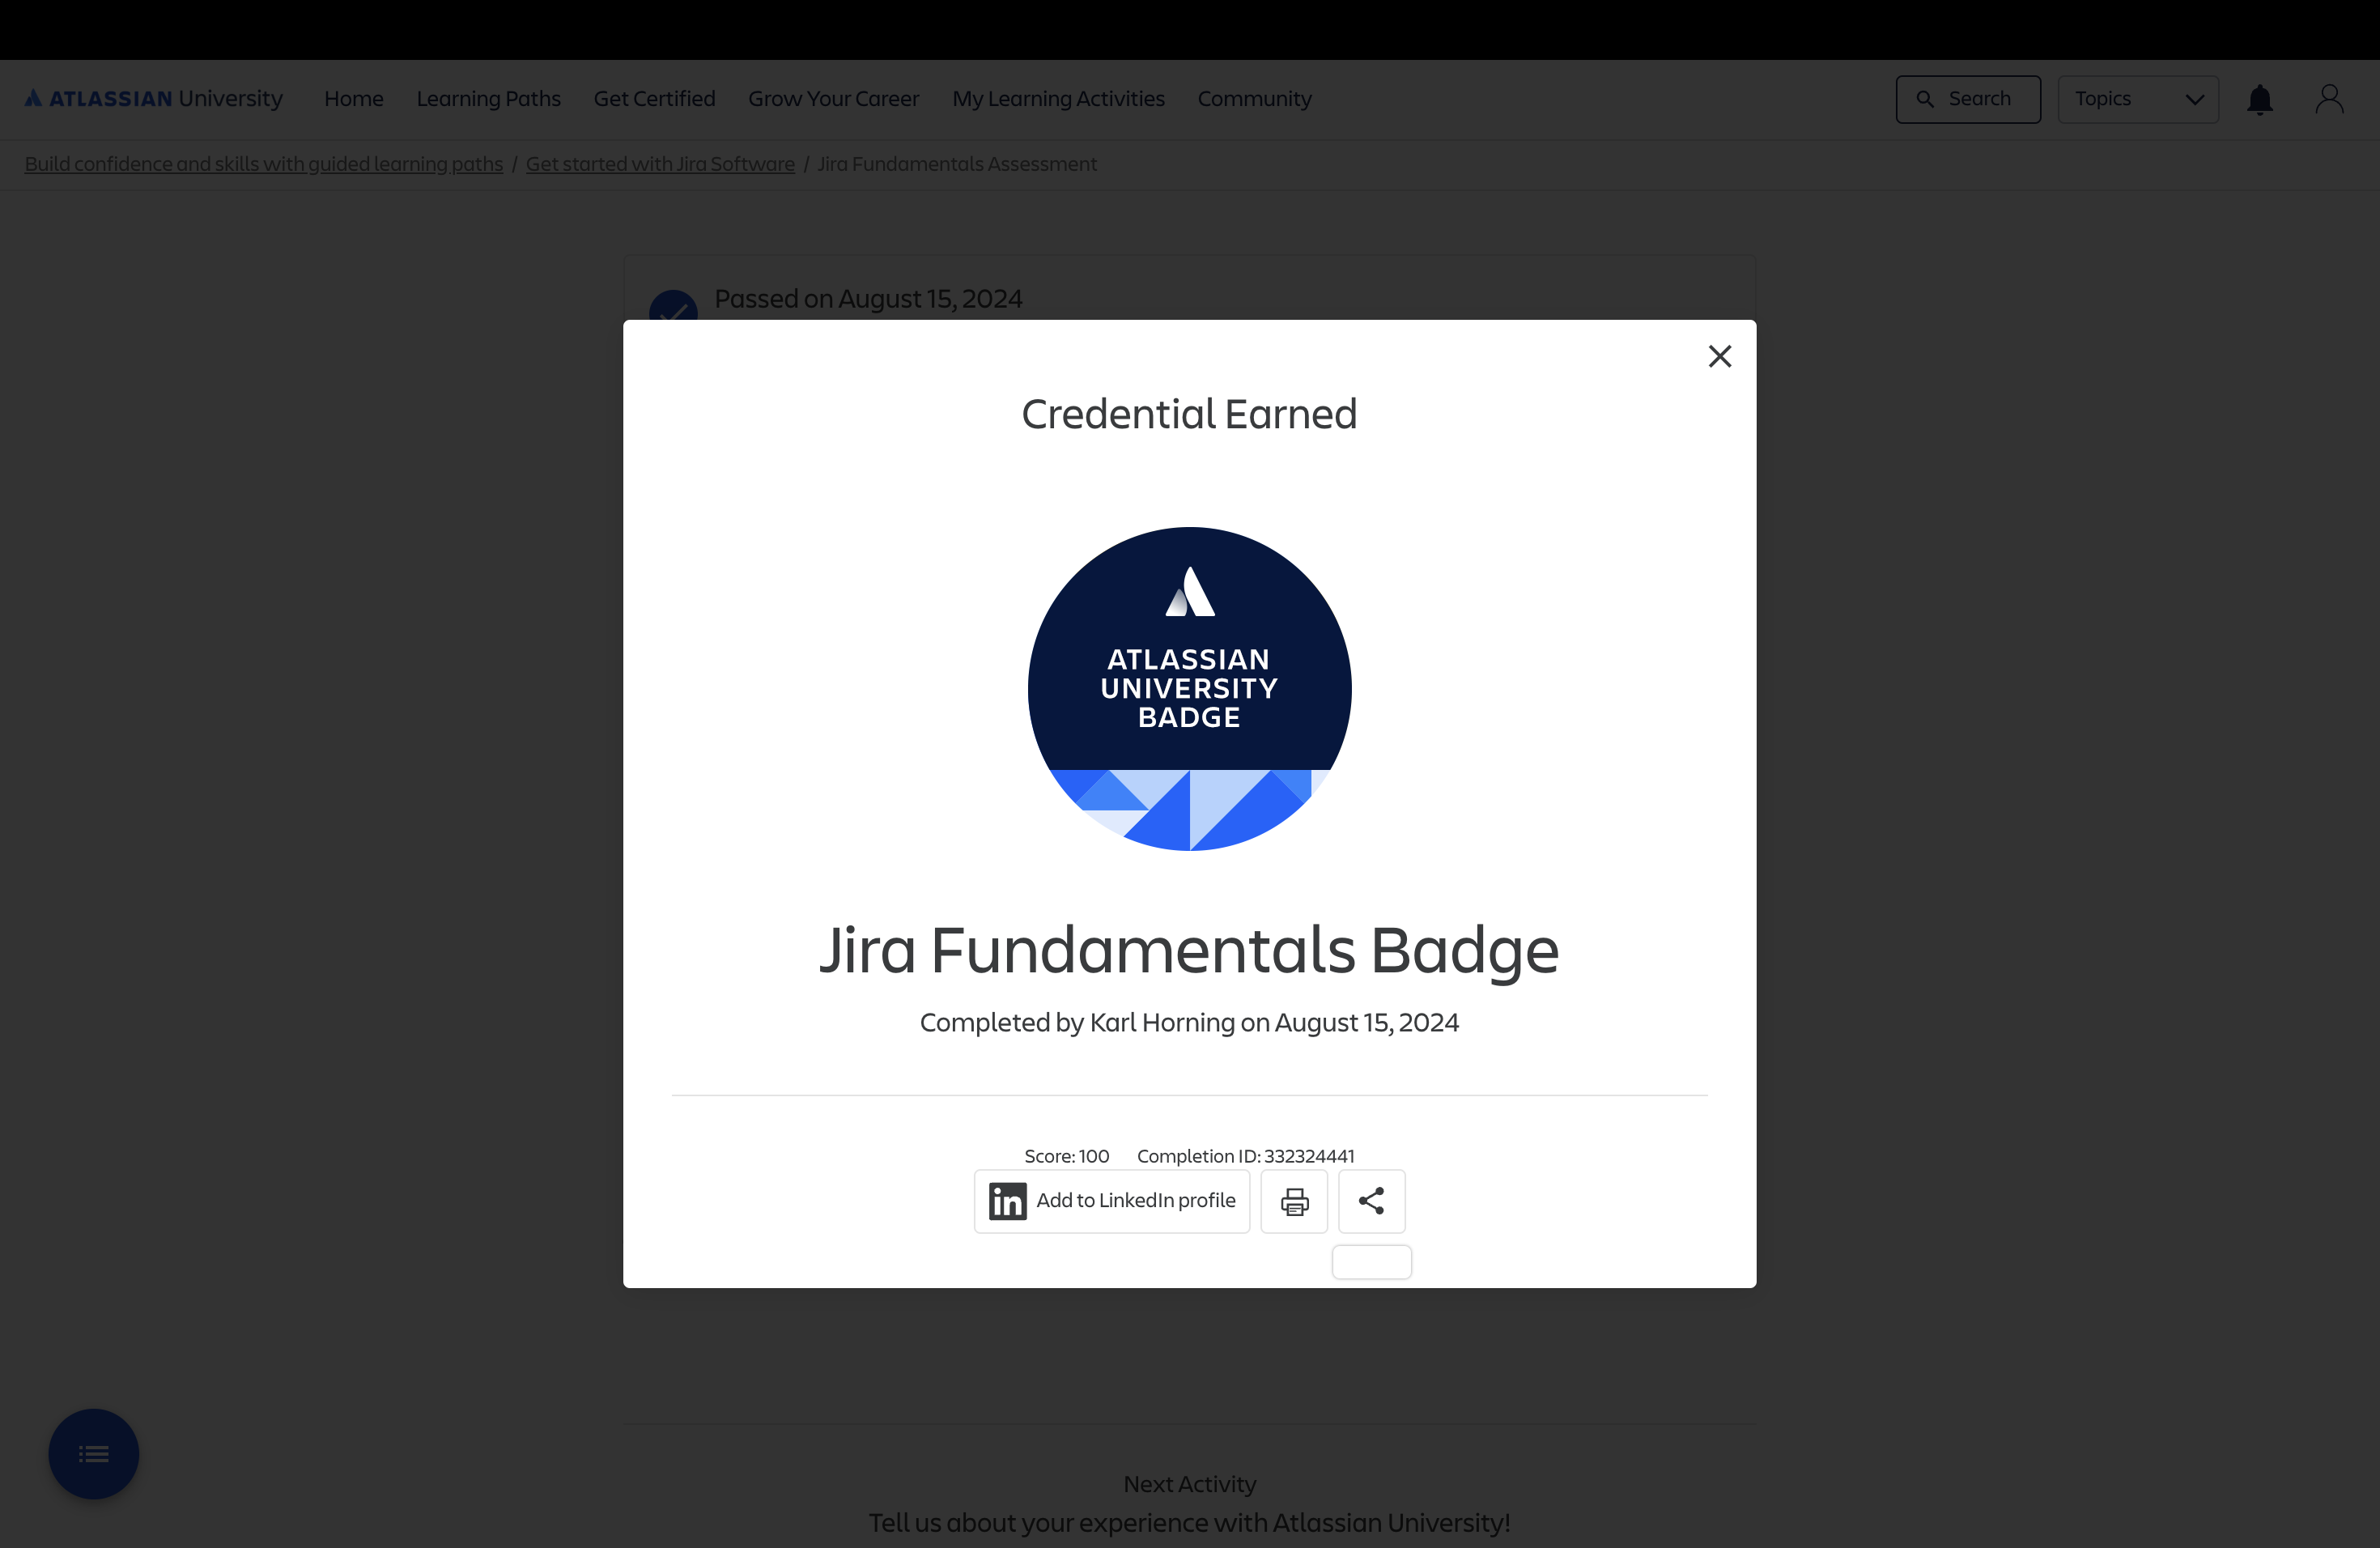 ATLASSIAN University
Home
Learning Paths
Get Certified
Grow Your Career
My Learning Activities
Community
Search
Topics
Build confidence and skills with guided learning paths / Get started with Jira Software / Jira Fundamentals Assessment
Passed on August 15, 2024
Credential Earned
ATLASSIAN
UNIVERSITY
BADGE
Jira Fundamentals Badge
Completed by Karl Horning on August 15, 2024
Score: 100 Completion ID: 332324441
in Add to LinkedIn profile
Next Activity
Tell us about your experience with Atlassian University!